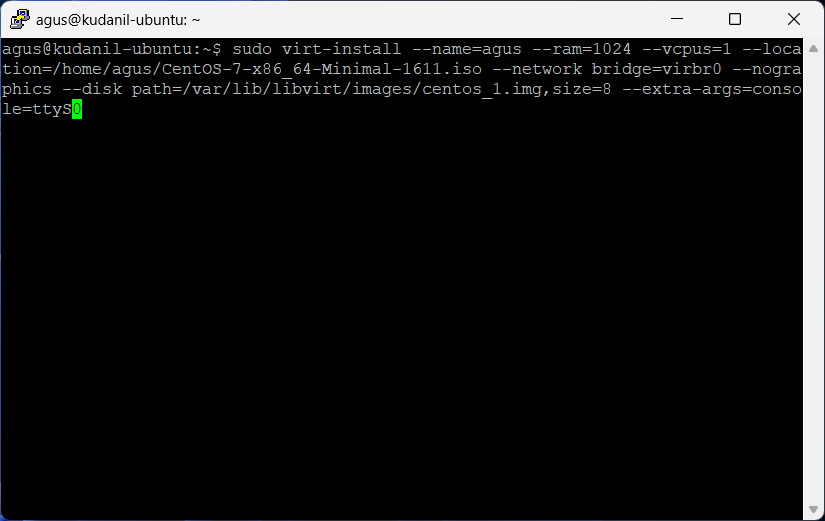 agus@kudanil-ubuntu: ~
agus@kudanil-ubuntu:~$ sudo virt-install --name=agus --ram=1024 --vcpus=1 --loca
tion=/home/agus/CentOS-7-x86_64-Minimal-1611.iso --network bridge=virbr0 --nogra
phics --disk path=/var/lib/libvirt/images/centos_1.img,size=8 --extra-args=conso
le=ttyS0